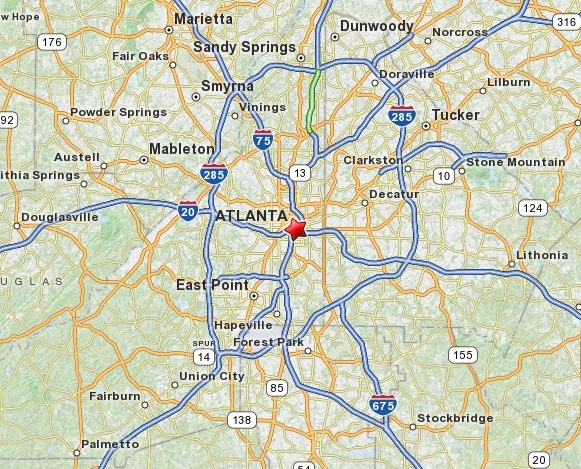 w Hope
Marietta
316
176
Fair Oaks
Sandy Springs
Dunwoody
Norcross
Doraville
Lilburn
Smyrna
Vinings
Powder Springs
92
75
285
Tucker
Mableton
Austell
ithia Springs
285
13
Clarkston
Stone Mountain
10
Decatur
124
Douglasville
20
ATLANTA
Lithonia
U G L A S
East Point
Hapeville
SPUR
14
Forest Park
155
Union City
85
Fairburn
675
138
Stockbridge
Palmetto
54